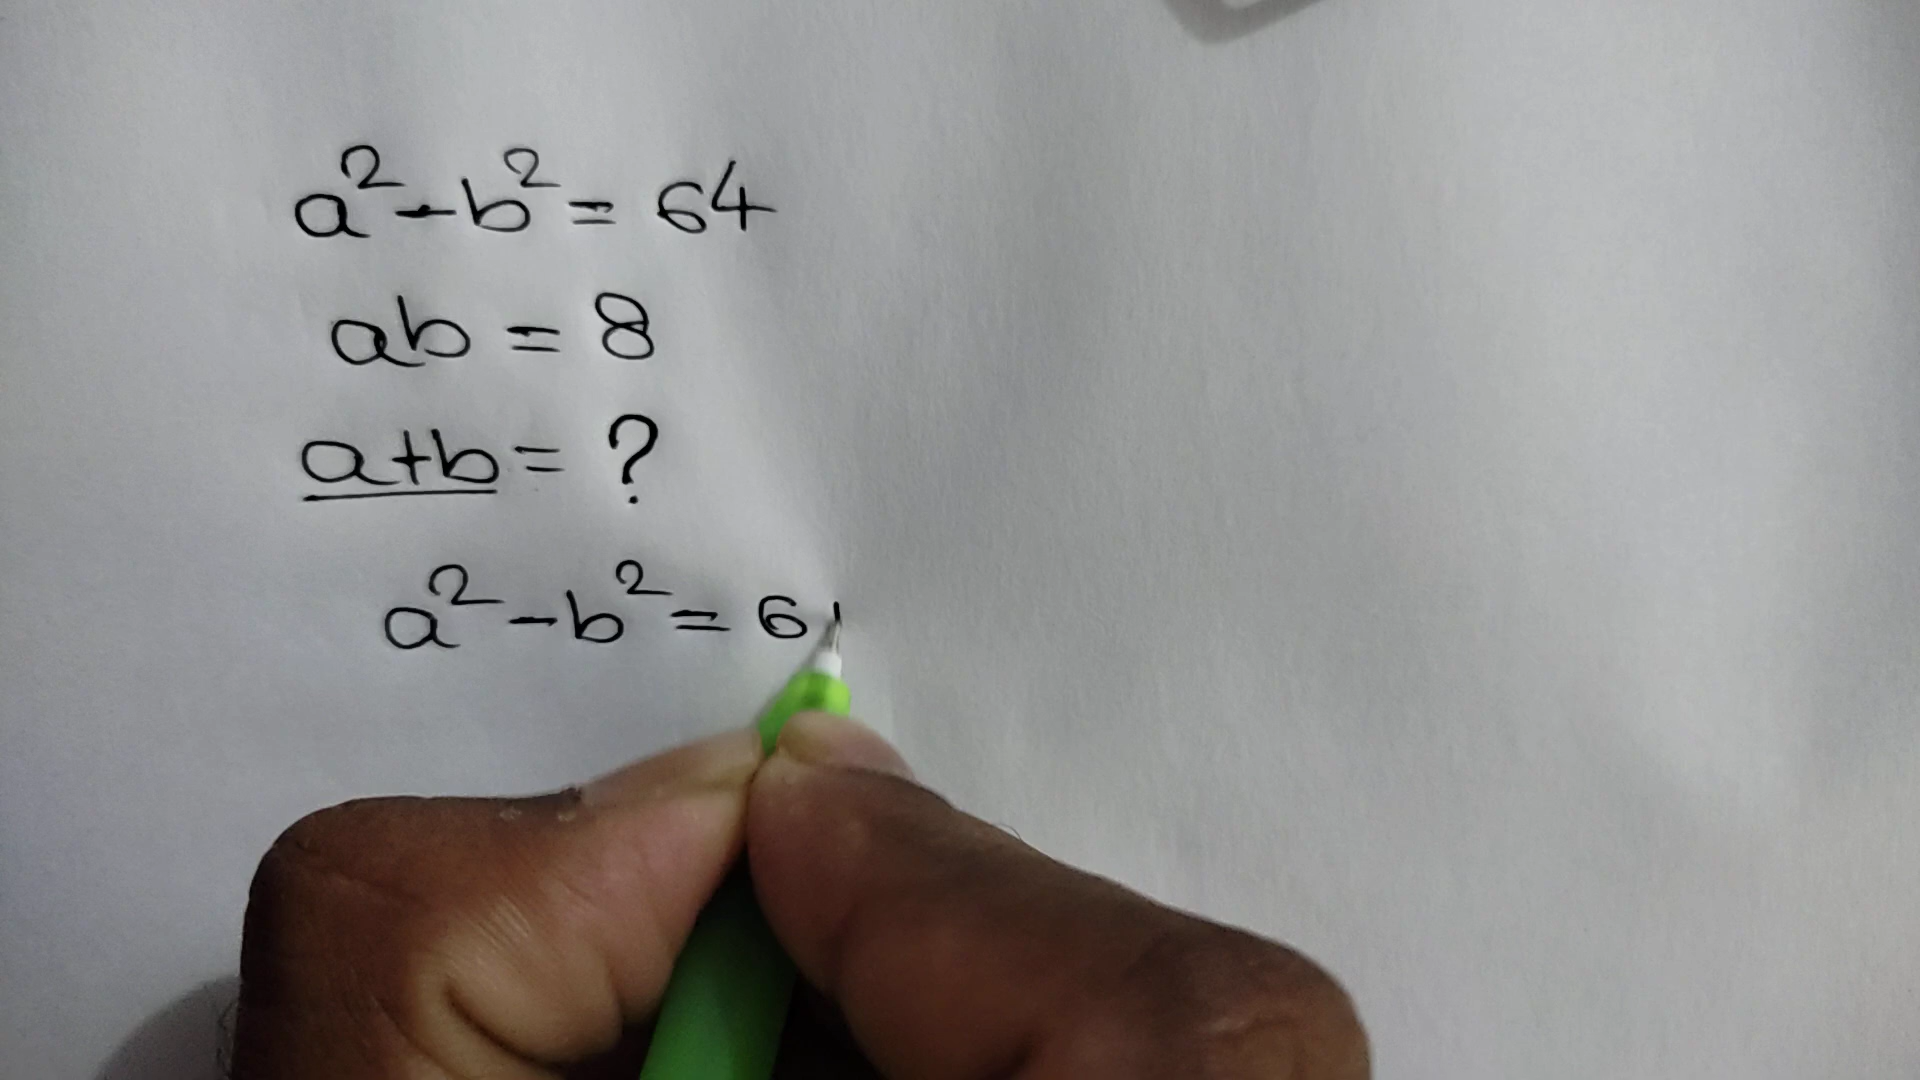 a²-b² = 64
ab = 8
a+b = ?
a²-b² = 6